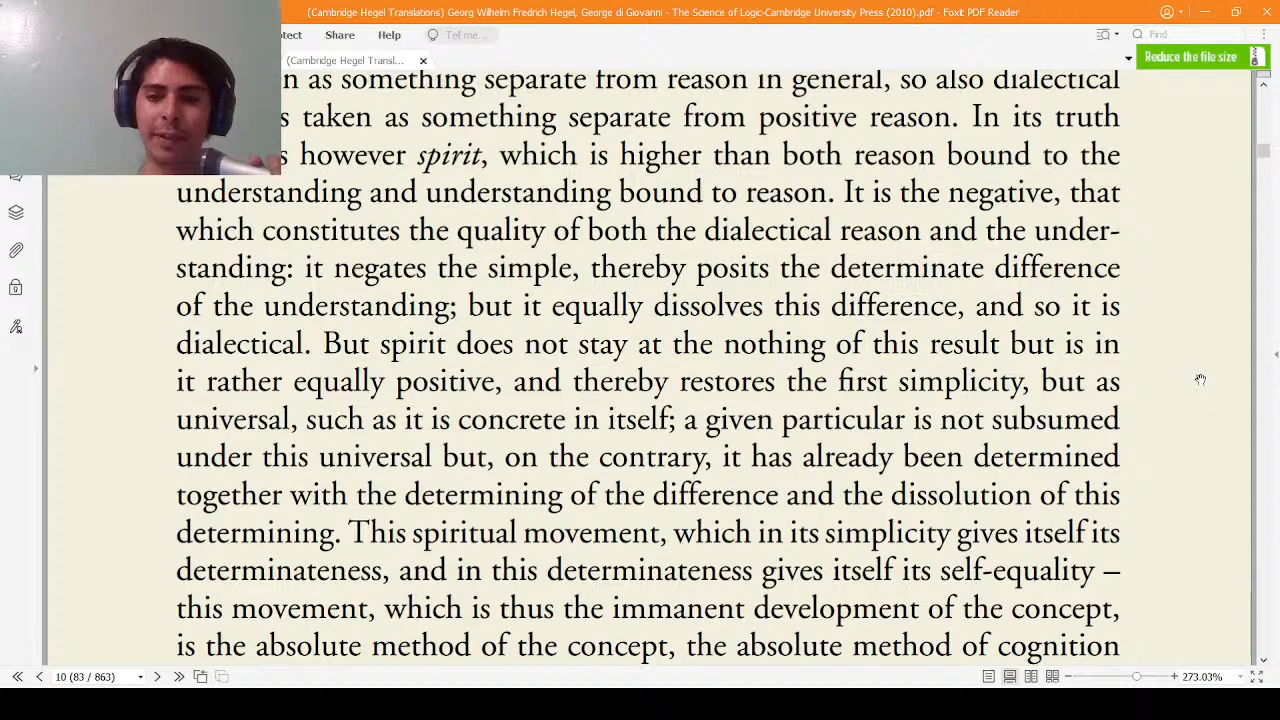 (Cambridge Hegel Translations) Georg Wilhelm Fredrich Hegel, George di Giovanni - The Science of Logic-Cambridge University Press (2010).pdf - Foxit PDF Reader
Share Help Tell me... Find
(Cambridge Hegel Transl... Reduce the file size
as something separate from reason in general, so also dialectical
taken as something separate from positive reason. In its truth
however spirit, which is higher than both reason bound to the
understanding and understanding bound to reason. It is the negative, that
which constitutes the quality of both the dialectical reason and the under-
standing: it negates the simple, thereby posits the determinate difference
of the understanding; but it equally dissolves this difference, and so it is
dialectical. But spirit does not stay at the nothing of this result but is in
it rather equally positive, and thereby restores the first simplicity, but as
universal, such as it is concrete in itself; a given particular is not subsumed
under this universal but, on the contrary, it has already been determined
together with the determining of the difference and the dissolution of this
determining. This spiritual movement, which in its simplicity gives itself its
determinateness, and in this determinateness gives itself its self-equality –
this movement, which is thus the immanent development of the concept,
is the absolute method of the concept, the absolute method of cognition
10 (83 / 863) 273.03%